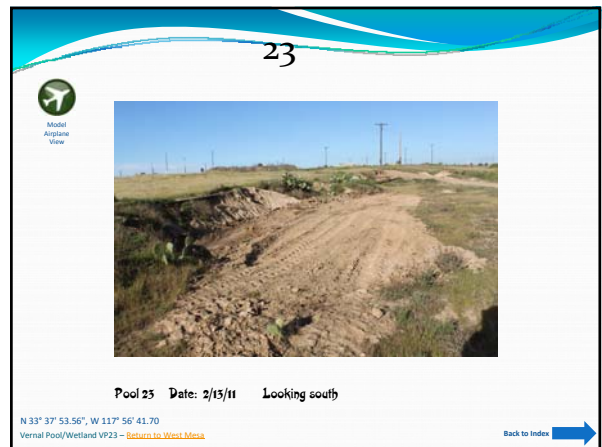 23
Model
Airplane
View
Pool 23 Date: 2/13/11 Looking south
N 33° 37' 53.56", W 117° 56' 41.70
Vernal Pool/Wetland VP23 – Return to West Mesa
Back to Index